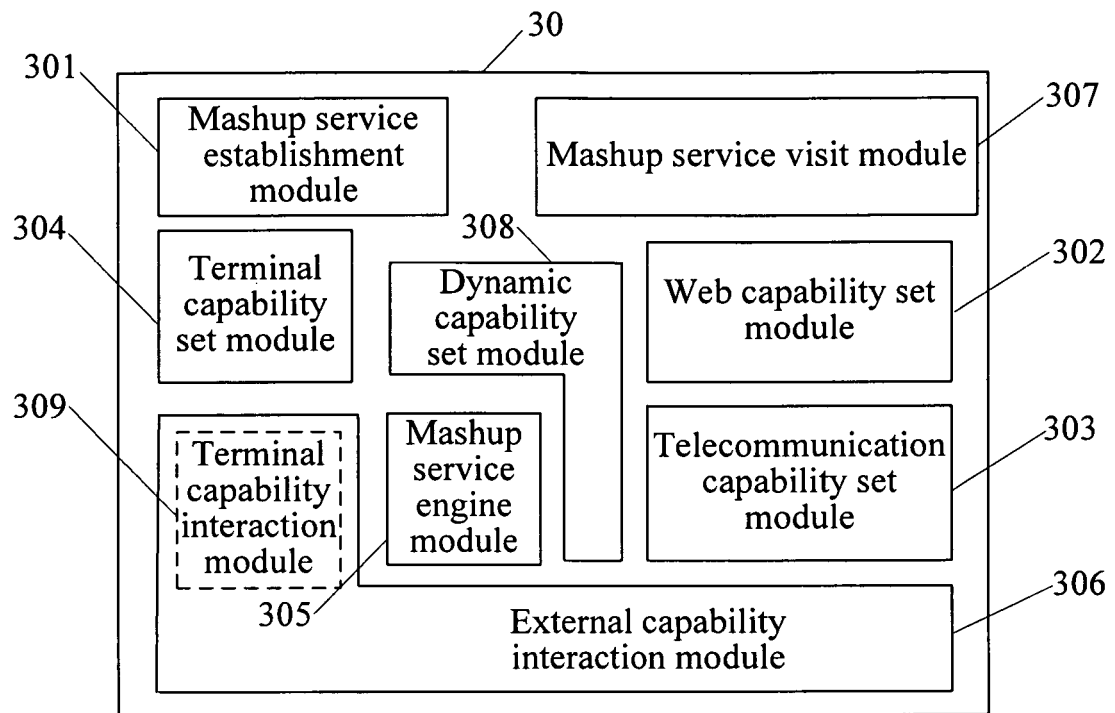 30
301
Mashup service
establishment
module
Mashup service visit module
307
304
Terminal
capability
set module
308
Dynamic
capability
set module
Web capability set
module
302
309
Terminal
capability
interaction
module
Mashup
service
engine
module
Telecommunication
capability set
module
303
305
External capability
interaction module
306